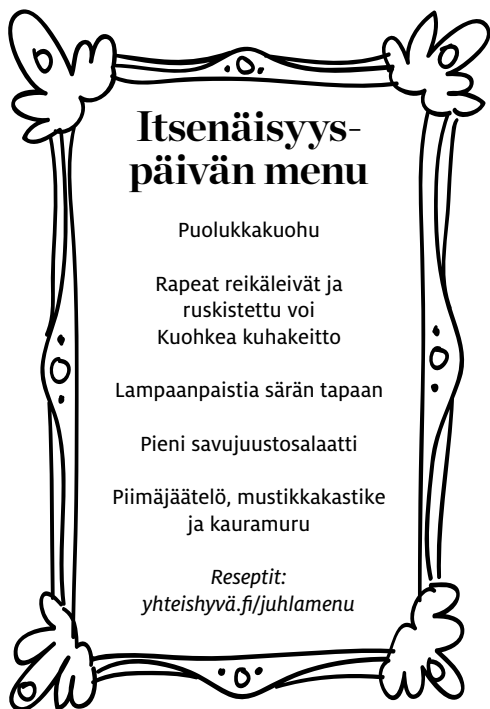 Itsenäisyys-
päivän menu
Puolukkakuohu
Rapeat reikäleivät ja
ruskistettu voi
Kuohkea kuhakeitto
Lampaanpaistia särän tapaan
Pieni savujuustosalaatti
Piimäjäätelö, mustikkakastike
ja kauramuru
Reseptit:
yhteishyvä.fi/juhlamenu